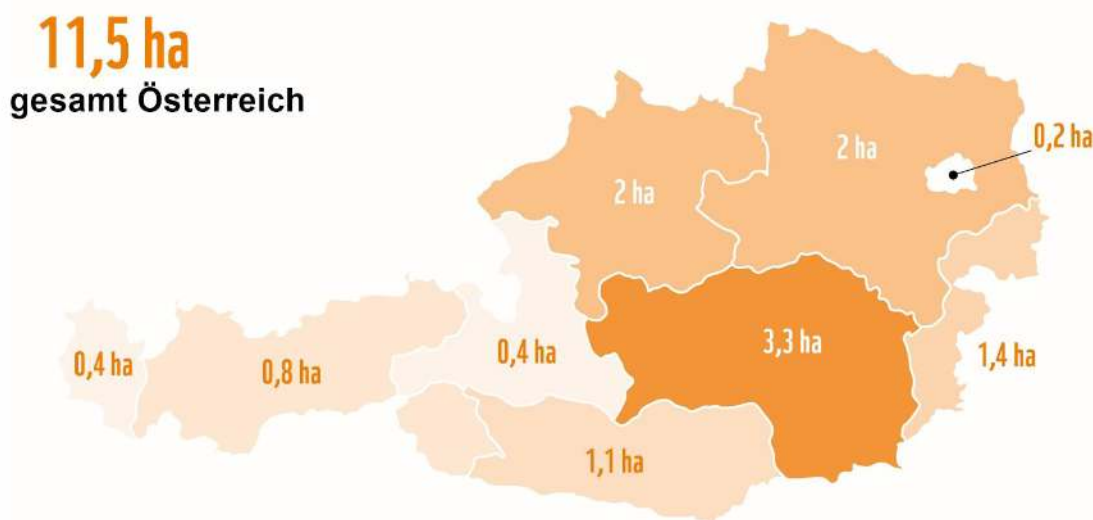 11,5 ha
gesamt Österreich
0,2 ha
2 ha
2 ha
3,3 ha
0,4 ha
0,8 ha
0,4 ha
1,4 ha
1,1 ha